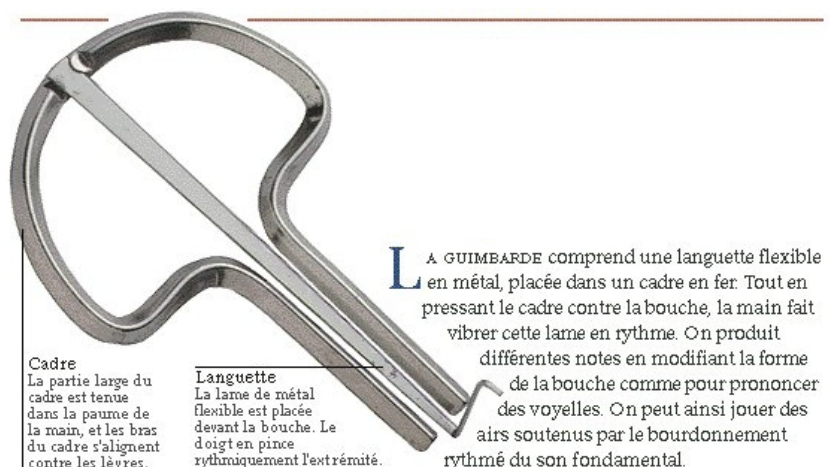 LA GUIMBARDE comprend une languette flexible
en métal, placée dans un cadre en fer. Tout en
pressant le cadre contre la bouche, la main fait
vibrer cette lame en rythme. On produit
différentes notes en modifiant la forme
de la bouche comme pour prononcer
des voyelles. On peut ainsi jouer des
airs soutenus par le bourdonnement
rythmé du son fondamental.
Cadre
La partie large du
cadre est tenue
dans la paume de
la main, et les bras
du cadre s'alignent
contre les lèvres.
Languette
La lame de métal
flexible est placée
devant la bouche. Le
doigt en pince
rythmiquement l'extrémité.